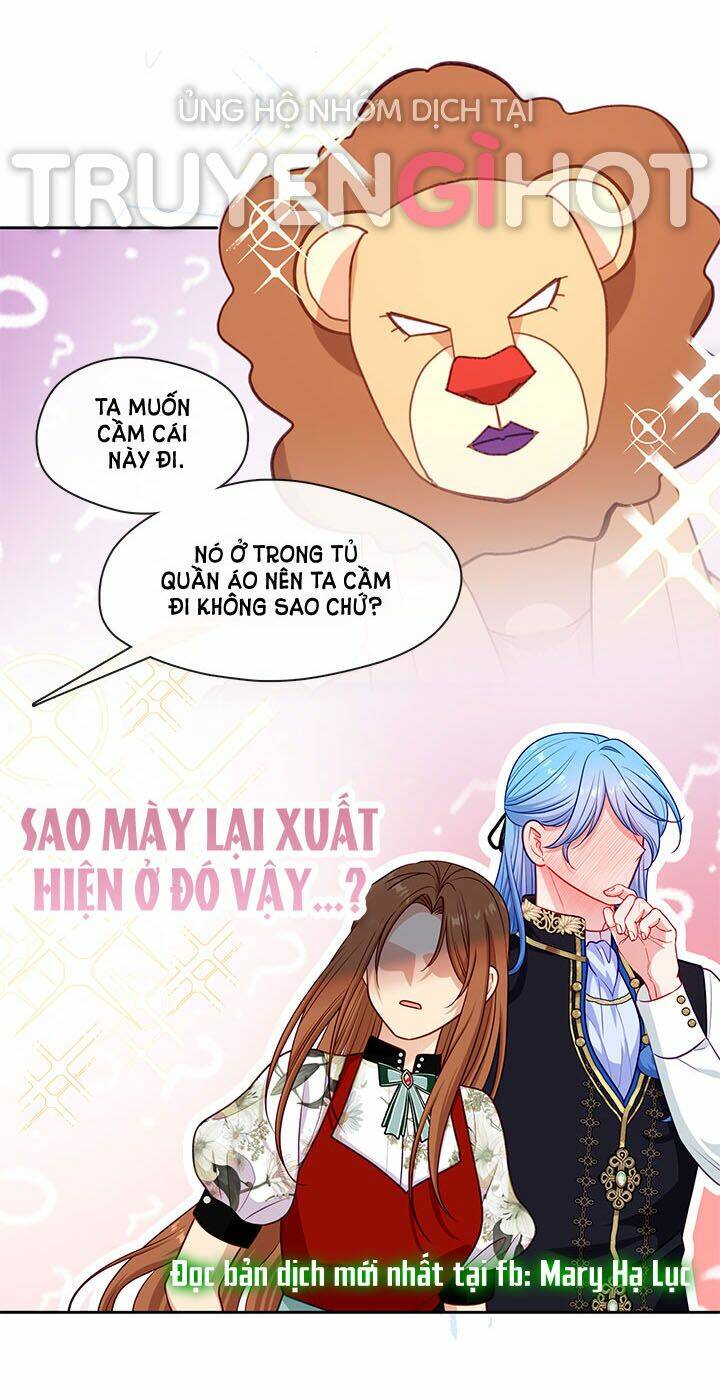 ỦNG HỘ NHÓM DỊCH TẠI
TRUYENGÌHOT
TA MUỐN
CẦM CÁI
NÀY ĐI.
NÓ Ở TRONG TỦ
QUẦN ÁO NÊN TA CẦM
ĐI KHÔNG SAO CHỨ?
SAO MÀY LẠI XUẤT
HIỆN Ở ĐÓ VẬY...?
Đọc bản dịch mới nhất tại fb: Mary Hạ Lục